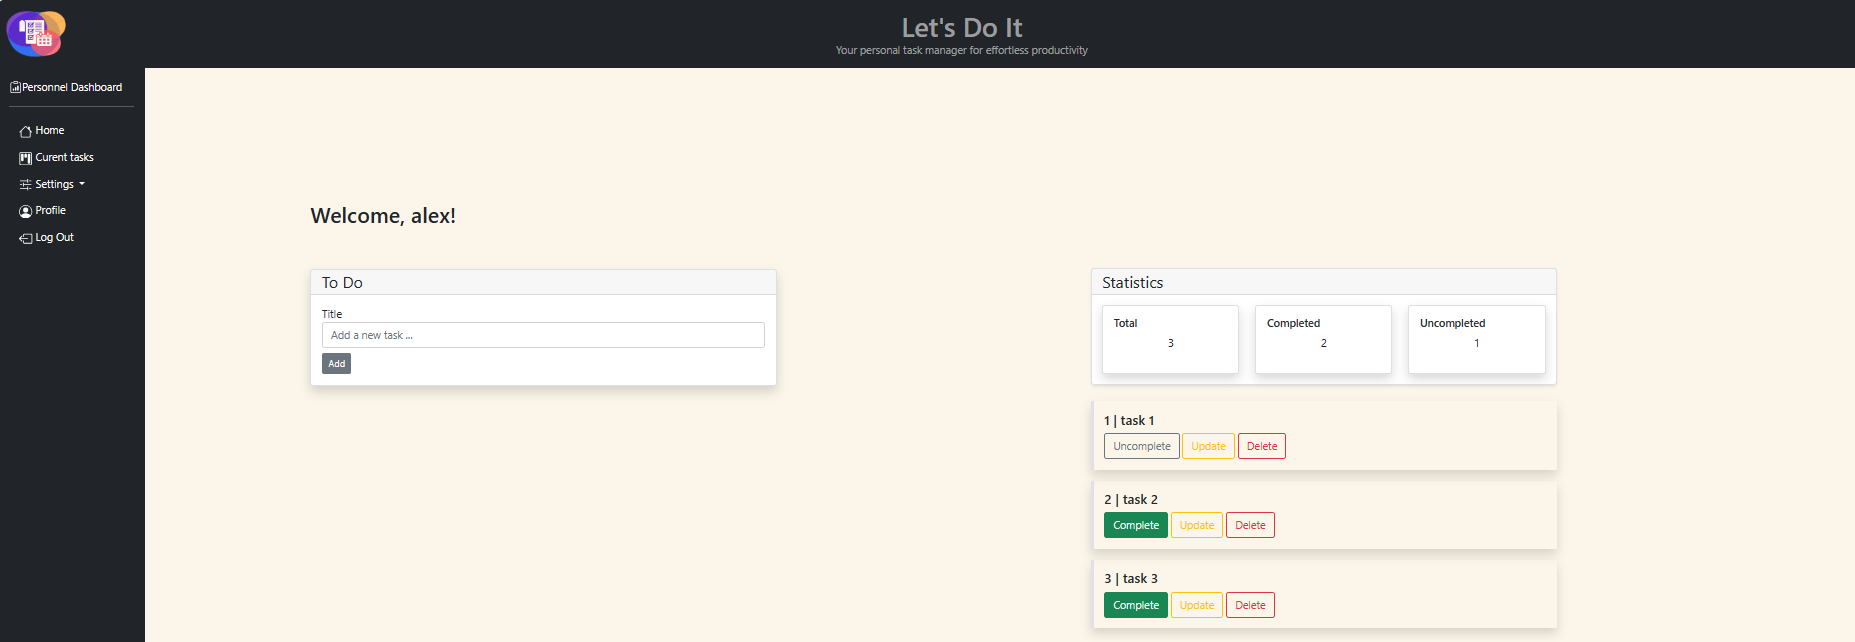 Let's Do It
Your personal task manager for effortless productivity
Personnel Dashboard
Home
Curent tasks
Settings
Profile
Log Out
Welcome, alex!
To Do
Title
Add a new task ...
Add
Statistics
Total
3
Completed
2
Uncompleted
1
1 | task 1
Uncomplete Update Delete
2 | task 2
Complete Update Delete
3 | task 3
Complete Update Delete